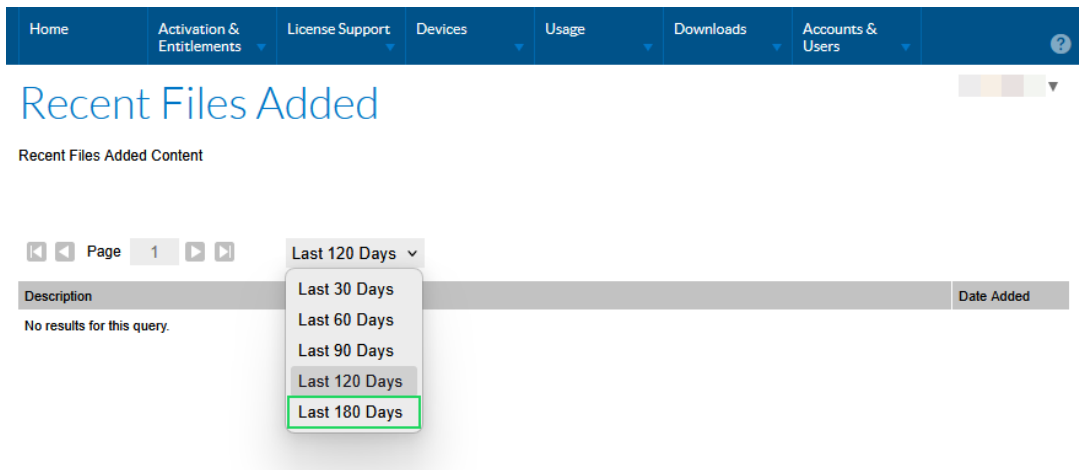 Home
Activation &
Entitlements
License Support
Devices
Usage
Downloads
Accounts &
Users
?
Recent Files Added
Recent Files Added Content
Page 1
Last 120 Days
Last 30 Days
Last 60 Days
Last 90 Days
Last 120 Days
Last 180 Days
Description
Date Added
No results for this query.